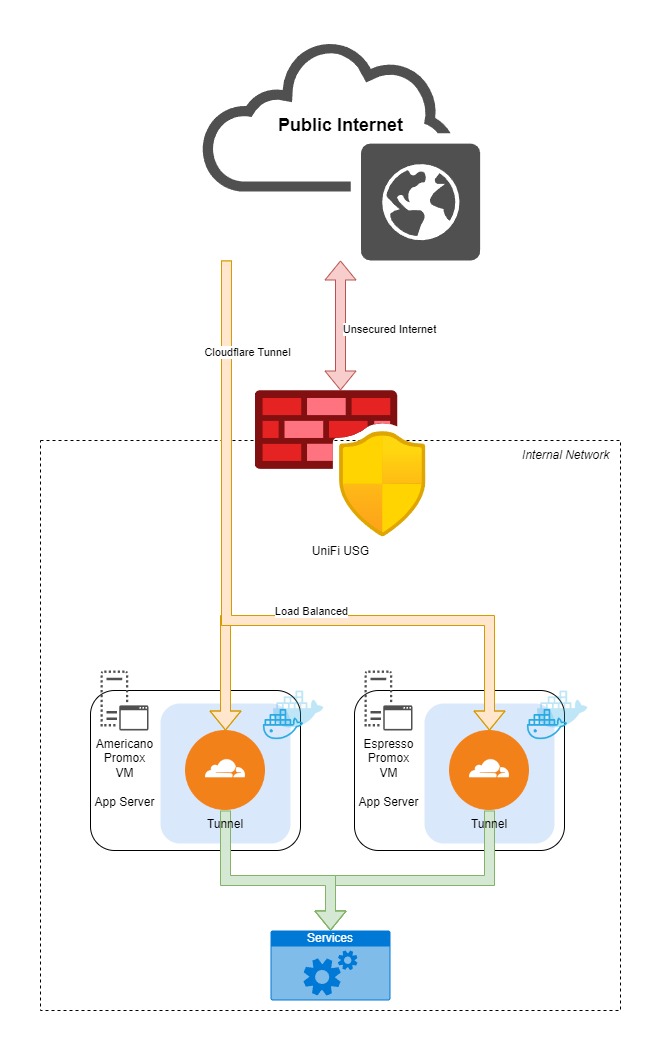 Public Internet
Unsecured Internet
Cloudflare Tunnel
Internal Network
UniFi USG
Load Balanced
Americano
Promox
VM
App Server
Tunnel
Espresso
Promox
VM
App Server
Tunnel
Services